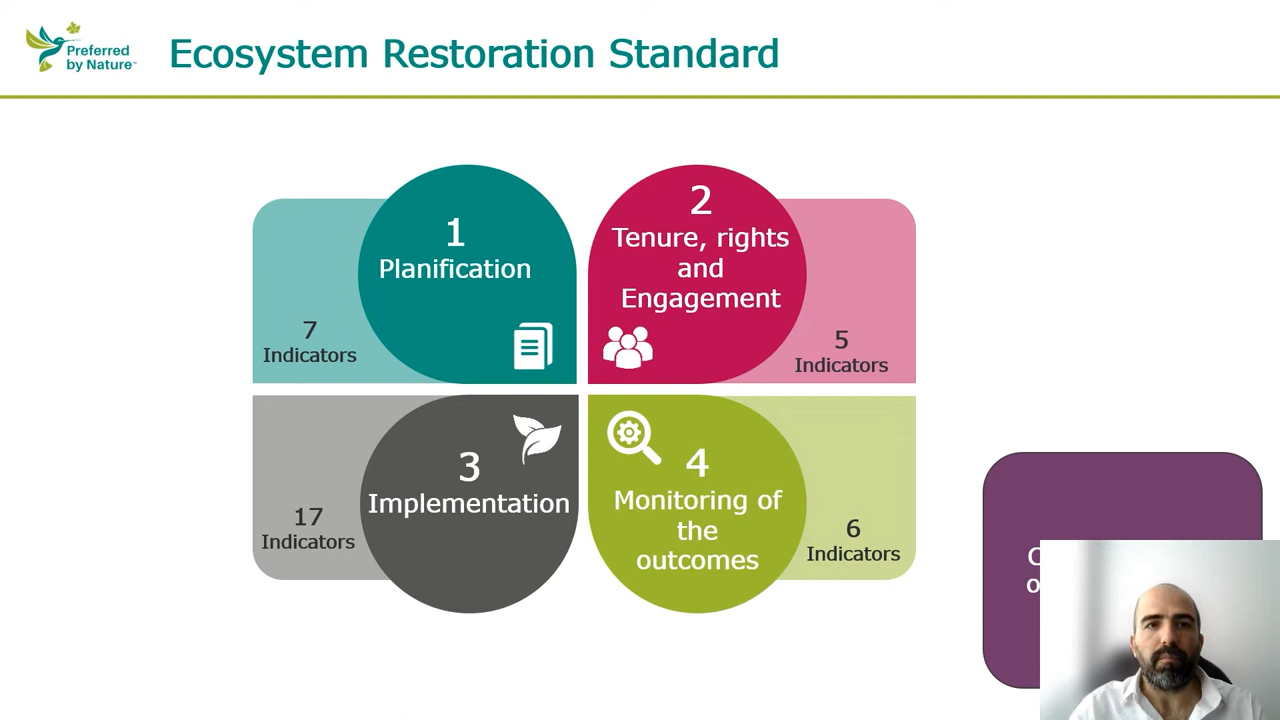 Preferred
by Nature™
Ecosystem Restoration Standard
1
Planification
7
Indicators
2
Tenure, rights
and
Engagement
5
Indicators
3
Implementation
17
Indicators
4
Monitoring of
the
outcomes
6
Indicators